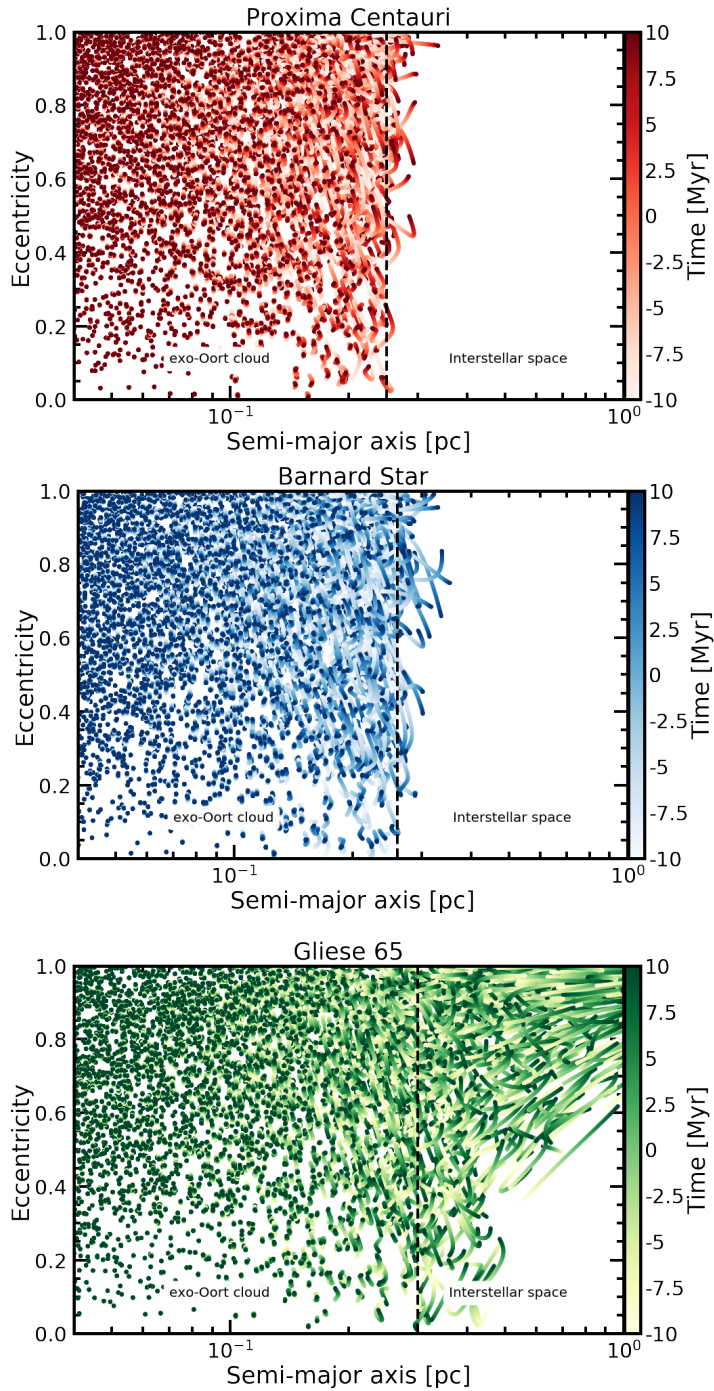 Proxima Centauri
1.0
0.8
0.6
0.4
0.2
0.0
Eccentricity
exo-Oort cloud
Interstellar space
10⁻¹
10⁰
Semi-major axis [pc]
10
7.5
5
2.5
0
-2.5
-5
-7.5
-10
Time [Myr]
Barnard Star
1.0
0.8
0.6
0.4
0.2
0.0
Eccentricity
exo-Oort cloud
Interstellar space
10⁻¹
10⁰
Semi-major axis [pc]
10
7.5
5
2.5
0
-2.5
-5
-7.5
-10
Time [Myr]
Gliese 65
1.0
0.8
0.6
0.4
0.2
0.0
Eccentricity
exo-Oort cloud
Interstellar space
10⁻¹
10⁰
Semi-major axis [pc]
10
7.5
5
2.5
0
-2.5
-5
-7.5
-10
Time [Myr]